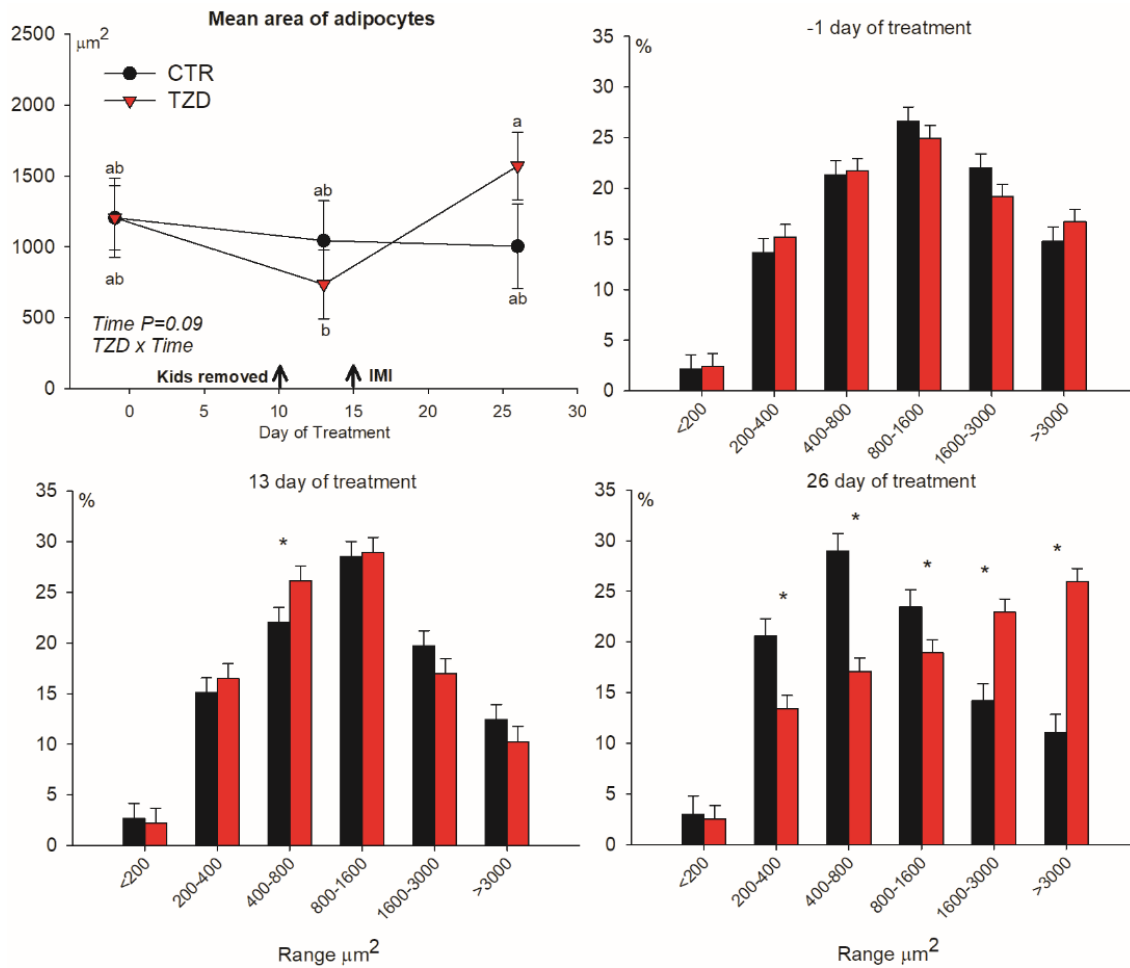 Mean area of adipocytes
μm2
CTR
TZD
3000
2500
2000
1500
1000
500
0
ab
ab
ab
b
a
ab
Time P=0.09
TZD x Time
Kids removed
IMI
0 5 10 15 20 25 30
Day of Treatment
-1 day of treatment
%
35
30
25
20
15
10
5
0
<200 200-400 400-800 800-1600 1600-3000 >3000
13 day of treatment
%
35
30
25
20
15
10
5
0
*
<200 200-400 400-800 800-1600 1600-3000 >3000
Range μm2
26 day of treatment
%
35
30
25
20
15
10
5
0
* * * * *
<200 200-400 400-800 800-1600 1600-3000 >3000
Range μm2